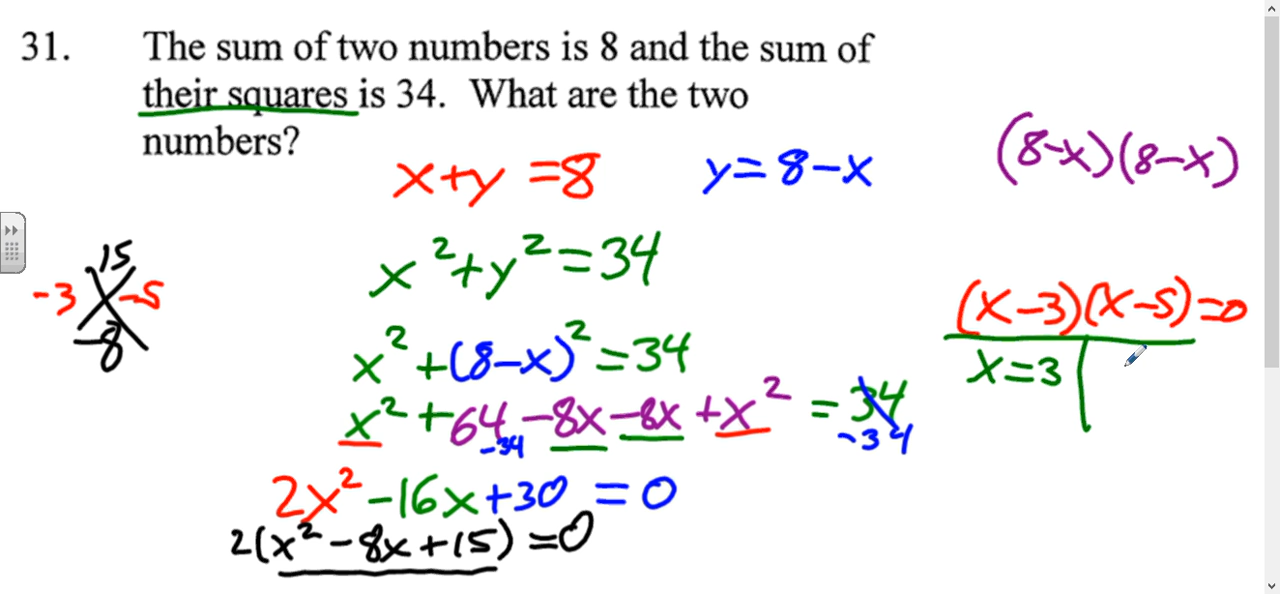 31. The sum of two numbers is 8 and the sum of
their squares is 34. What are the two
numbers?
(8-x)(8-x)
x+y =8 y=8-x
x²+y²=34
15
-3 -5
-8
(x-3)(x-5)=0
x²+(8-x)²=34
x=3
x²+64-8x-8x+x² = 34
-34 -34
2x²-16x+30 =0
2(x²-8x+15)=0